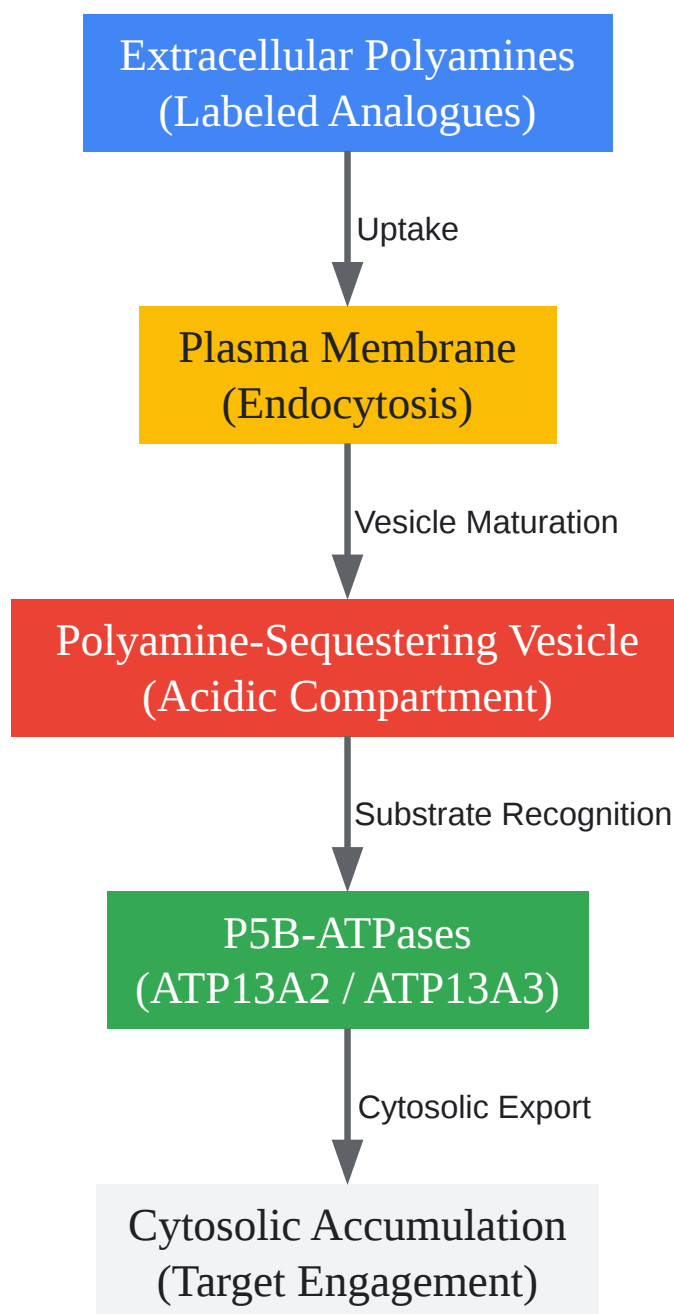 Extracellular Polyamines
(Labeled Analogues)
Uptake
Plasma Membrane
(Endocytosis)
Vesicle Maturation
Polyamine-Sequestering Vesicle
(Acidic Compartment)
Substrate Recognition
P5B-ATPases
(ATP13A2 / ATP13A3)
Cytosolic Export
Cytosolic Accumulation
(Target Engagement)